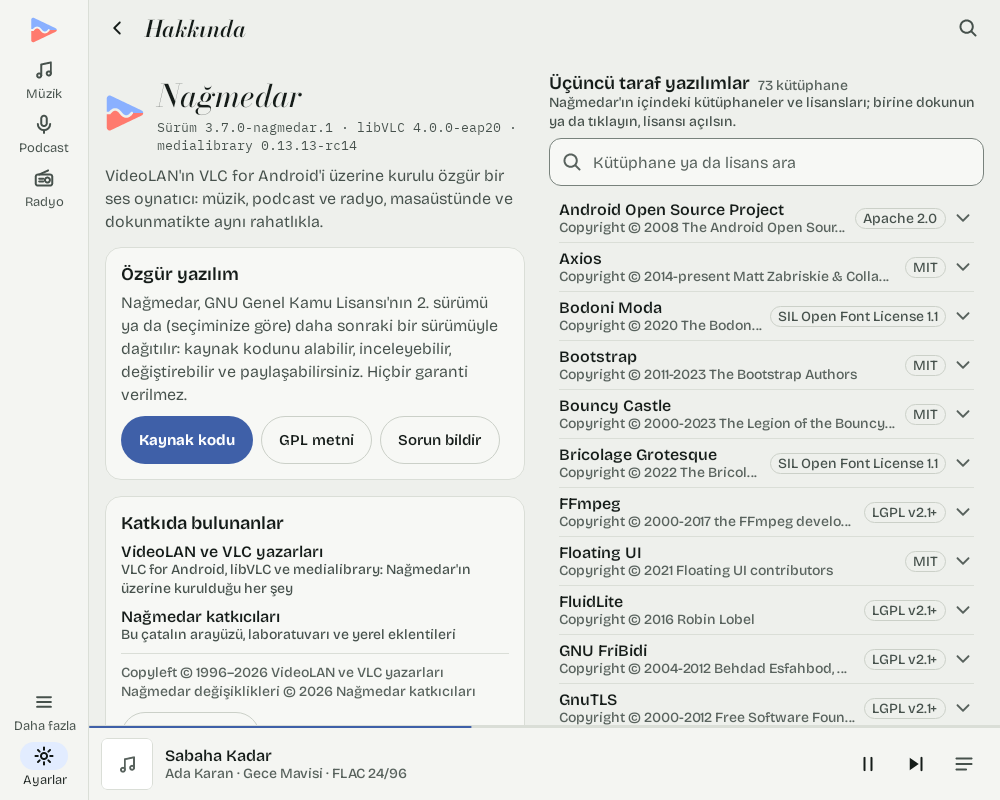 Hakkında
Müzik
Podcast
Radyo
Daha fazla
Ayarlar
Nağmedar
Sürüm 3.7.0-nagmedar.1 · libVLC 4.0.0-eap20 ·
medialibrary 0.13.13-rc14
VideoLAN'ın VLC for Android'i üzerine kurulu özgür bir
ses oynatıcı: müzik, podcast ve radyo, masaüstünde ve
dokunmatikte aynı rahatlıkla.
Özgür yazılım
Nağmedar, GNU Genel Kamu Lisansı'nın 2. sürümü
ya da (seçiminize göre) daha sonraki bir sürümüyle
dağıtılır: kaynak kodunu alabilir, inceleyebilir,
değiştirebilir ve paylaşabilirsiniz. Hiçbir garanti
verilmez.
Kaynak kodu
GPL metni
Sorun bildir
Katkıda bulunanlar
VideoLAN ve VLC yazarları
VLC for Android, libVLC ve medialibrary: Nağmedar'ın
üzerine kurulduğu her şey
Nağmedar katkıcıları
Bu çatalın arayüzü, laboratuvarı ve yerel eklentileri
Copyleft © 1996–2026 VideoLAN ve VLC yazarları
Nağmedar değişiklikleri © 2026 Nağmedar katkıcıları
Üçüncü taraf yazılımlar 73 kütüphane
Nağmedar'ın içindeki kütüphaneler ve lisansları; birine dokunun
ya da tıklayın, lisansı açılsın.
Kütüphane ya da lisans ara
Android Open Source Project
Copyright © 2008 The Android Open Sour...
Apache 2.0
Axios
Copyright © 2014-present Matt Zabriskie & Colla...
MIT
Bodoni Moda
Copyright © 2020 The Bodon...
SIL Open Font License 1.1
Bootstrap
Copyright © 2011-2023 The Bootstrap Authors
MIT
Bouncy Castle
Copyright © 2000-2023 The Legion of the Bouncy...
MIT
Bricolage Grotesque
Copyright © 2022 The Bricol...
SIL Open Font License 1.1
FFmpeg
Copyright © 2000-2017 the FFmpeg develo...
LGPL v2.1+
Floating UI
Copyright © 2021 Floating UI contributors
MIT
FluidLite
Copyright © 2016 Robin Lobel
LGPL v2.1+
GNU FriBidi
Copyright © 2004-2012 Behdad Esfahbod, ...
LGPL v2.1+
GnuTLS
Copyright © 2000-2012 Free Software Foun...
LGPL v2.1+
Sabaha Kadar
Ada Karan · Gece Mavisi · FLAC 24/96